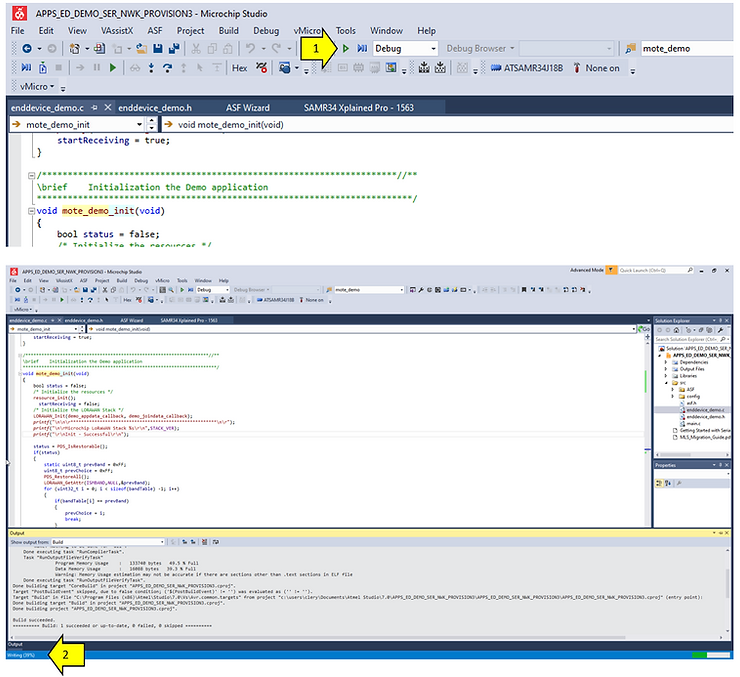 APPS_ED_DEMO_SER_NWK_PROVISION3 - Microchip Studio
File Edit View VAssistX ASF Project Build Debug vMicro Tools Window Help
1
Debug Debug Browser mote_demo
Hex ATSAMR34J18B None on
vMicro
enddevice_demo.c enddevice_demo.h ASF Wizard SAMR34 Xplained Pro - 1563
mote_demo_init void mote_demo_init(void)
startReceiving = true;
}
/**************************************************************************//**
\brief Initialization the Demo application
******************************************************************************/
void mote_demo_init(void)
{
bool status = false;
/* Initialize the resources */
APPS_ED_DEMO_SER_NWK_PROVISION3 - Microchip Studio
Advanced Mode Quick Launch (Ctrl+Q)
File Edit View VAssistX ASF Project Build Debug vMicro Tools Window Help
Debug Debug Browser mote_demo
Hex ATSAMR34J18B None on
vMicro
enddevice_demo.c enddevice_demo.h ASF Wizard SAMR34 Xplained Pro - 1563
mote_demo_init void mote_demo_init(void) Go
startReceiving = true;
}
/**************************************************************************//**
\brief Initialization the Demo application
******************************************************************************/
void mote_demo_init(void)
{
bool status = false;
/* Initialize the resources */
resource_init();
startReceiving = false;
/* Initialize the LORAWAN Stack */
LORAWAN_Init(demo_appdata_callback, demo_joindata_callback);
printf("\n\n\r*******************************************************\n\r");
printf("\n\rMicrochip LoRaWAN Stack %s\r\n",STACK_VER);
printf("\r\nInit - Successful\r\n");
status = PDS_IsRestorable();
if(status)
{
static uint8_t prevBand = 0xff;
uint8_t prevChoice = 0xff;
PDS_RestoreAll();
LORAWAN_GetAttr(ISMBAND,NULL,&prevBand);
for (uint32_t i = 0; i < sizeof(bandTable) -1; i++)
{
if(bandTable[i] == prevBand)
{
prevChoice = i;
break;
}
Solution Explorer
Search Solution Explorer (Ctrl+;)
Solution 'APPS_ED_DEMO_SER_N
APPS_ED_DEMO_SER_NWK_
Dependencies
Output Files
Libraries
src
ASF
config
asf.h
enddevice_demo.c
enddevice_demo.h
main.c
Getting Started with Seria
MLS_Migration_Guide.pd
Properties
Output
Show output from: Build
Done executing task "RunCompilerTask".
Task "RunOutputFileVerifyTask"
Program Memory Usage : 133740 bytes 49.5 % Full
Data Memory Usage : 14080 bytes 39.3 % Full
Warning: Memory Usage estimation may not be accurate if there are sections other than .text sections in ELF file
Done executing task "RunOutputFileVerifyTask".
Done building target "CoreBuild" in project "APPS_ED_DEMO_SER_NWK_PROVISION3.cproj".
Target "PostBuildEvent" skipped, due to false condition; ('$(PostBuildEvent)' != '') was evaluated as ('' != '').
Target "Build" in file "C:\Program Files (x86)\Atmel\Studio\7.0\Vs\Avr.common.targets" from project "c:\users\clery\Documents\Atmel Studio\7.0\APPS_ED_DEMO_SER_NWK_PROVISION3\APPS_ED_DEMO_SER_NWK_PROVISION3.cproj" (entry point):
Done building target "Build" in project "APPS_ED_DEMO_SER_NWK_PROVISION3.cproj".
Done building project "APPS_ED_DEMO_SER_NWK_PROVISION3.cproj".
Build succeeded.
========== Build: 1 succeeded or up-to-date, 0 failed, 0 skipped ==========
Output
Writing (39%)
2